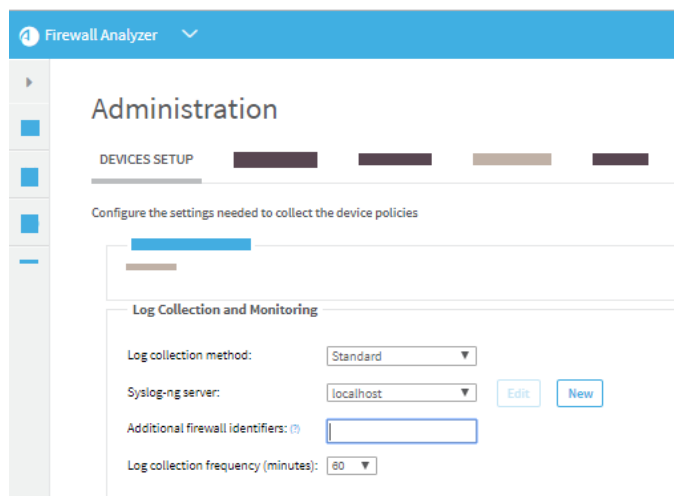 Firewall Analyzer
Administration
DEVICES SETUP
Configure the settings needed to collect the device policies
Log Collection and Monitoring
Log collection method: Standard
Syslog-ng server: localhost Edit New
Additional firewall identifiers: (?)
Log collection frequency (minutes): 60